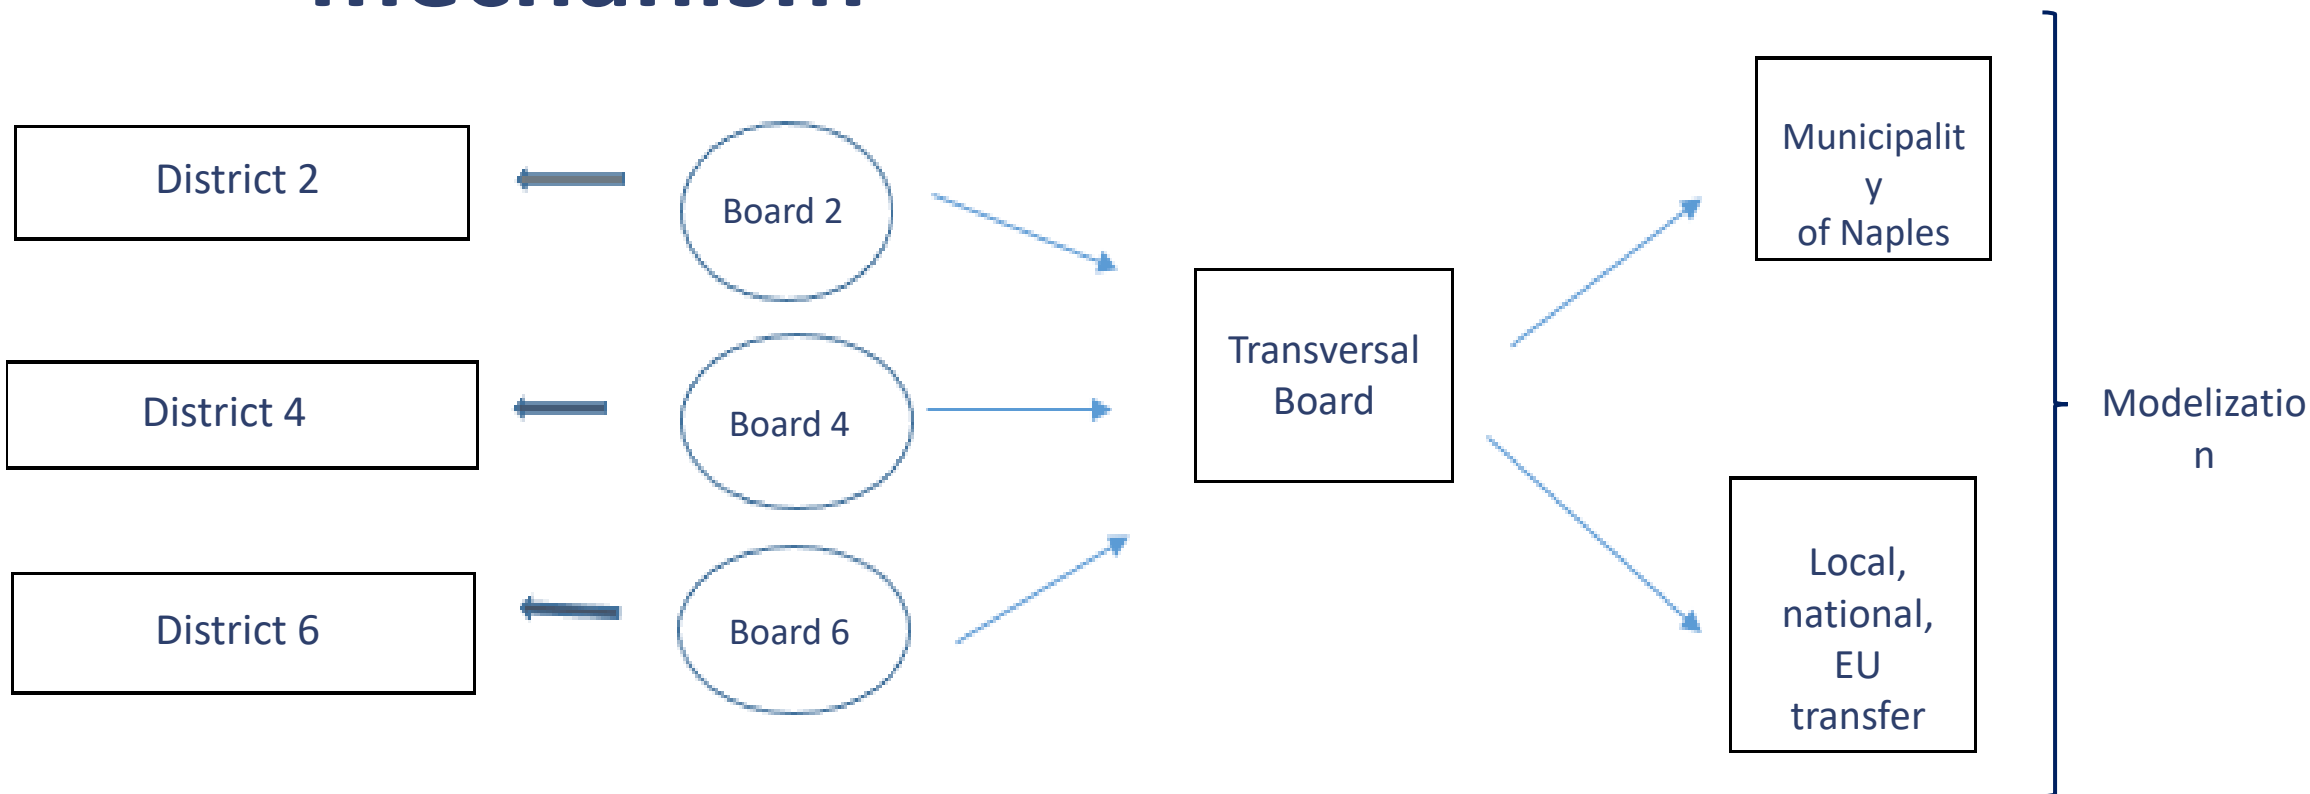 mechanism
District 2
Board 2
Municipalit
y
of Naples
Transversal
Board
District 4
Board 4
Modelizatio
n
District 6
Board 6
Local,
national,
EU
transfer